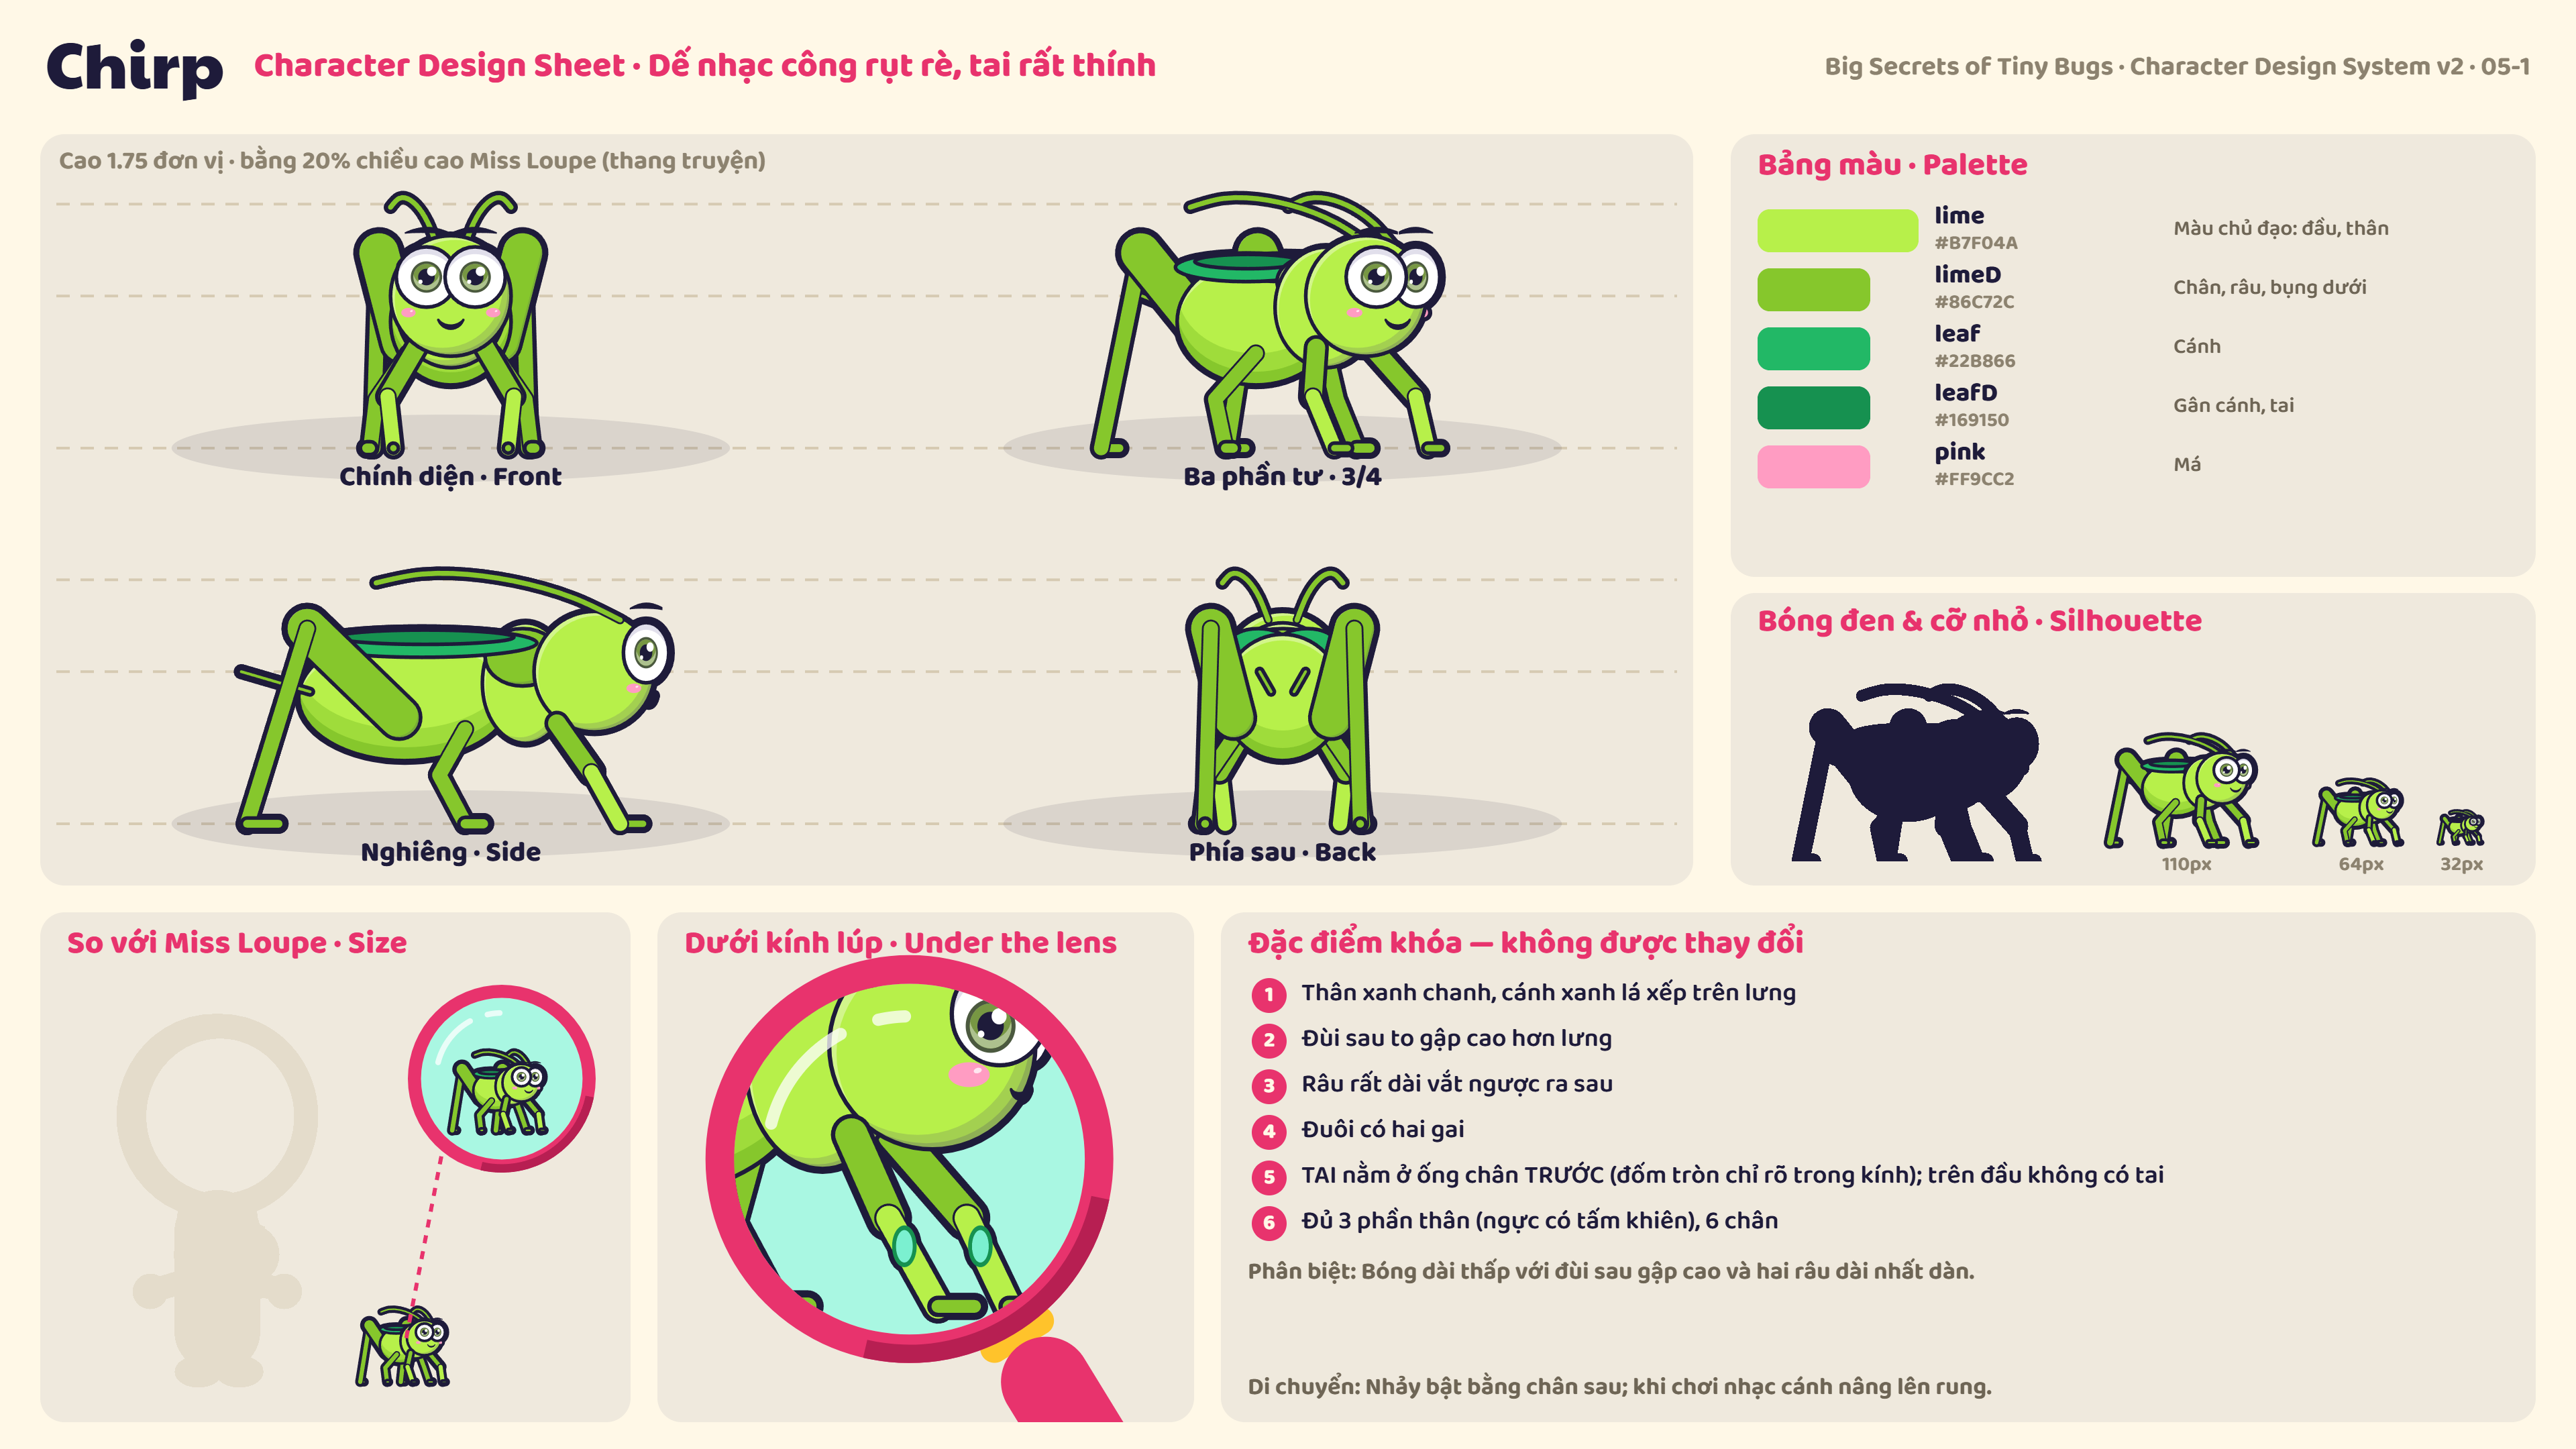 Chirp
Character Design Sheet · Dế nhạc công rụt rè, tai rất thính
Big Secrets of Tiny Bugs · Character Design System v2 · 05-1
Cao 1.75 đơn vị · bằng 20% chiều cao Miss Loupe (thang truyện)
Chính diện · Front
Ba phần tư · 3/4
Nghiêng · Side
Phía sau · Back
Bảng màu · Palette
lime
#B7F04A
Màu chủ đạo: đầu, thân
limeD
#86C72C
Chân, râu, bụng dưới
leaf
#22B866
Cánh
leafD
#169150
Gân cánh, tai
pink
#FF9CC2
Má
Bóng đen & cỡ nhỏ · Silhouette
110px
64px
32px
So với Miss Loupe · Size
Dưới kính lúp · Under the lens
Đặc điểm khóa — không được thay đổi
1 Thân xanh chanh, cánh xanh lá xếp trên lưng
2 Đùi sau to gập cao hơn lưng
3 Râu rất dài vắt ngược ra sau
4 Đuôi có hai gai
5 TAI nằm ở ống chân TRƯỚC (đốm tròn chỉ rõ trong kính); trên đầu không có tai
6 Đủ 3 phần thân (ngực có tấm khiên), 6 chân
Phân biệt: Bóng dài thấp với đùi sau gập cao và hai râu dài nhất dàn.
Di chuyển: Nhảy bật bằng chân sau; khi chơi nhạc cánh nâng lên rung.